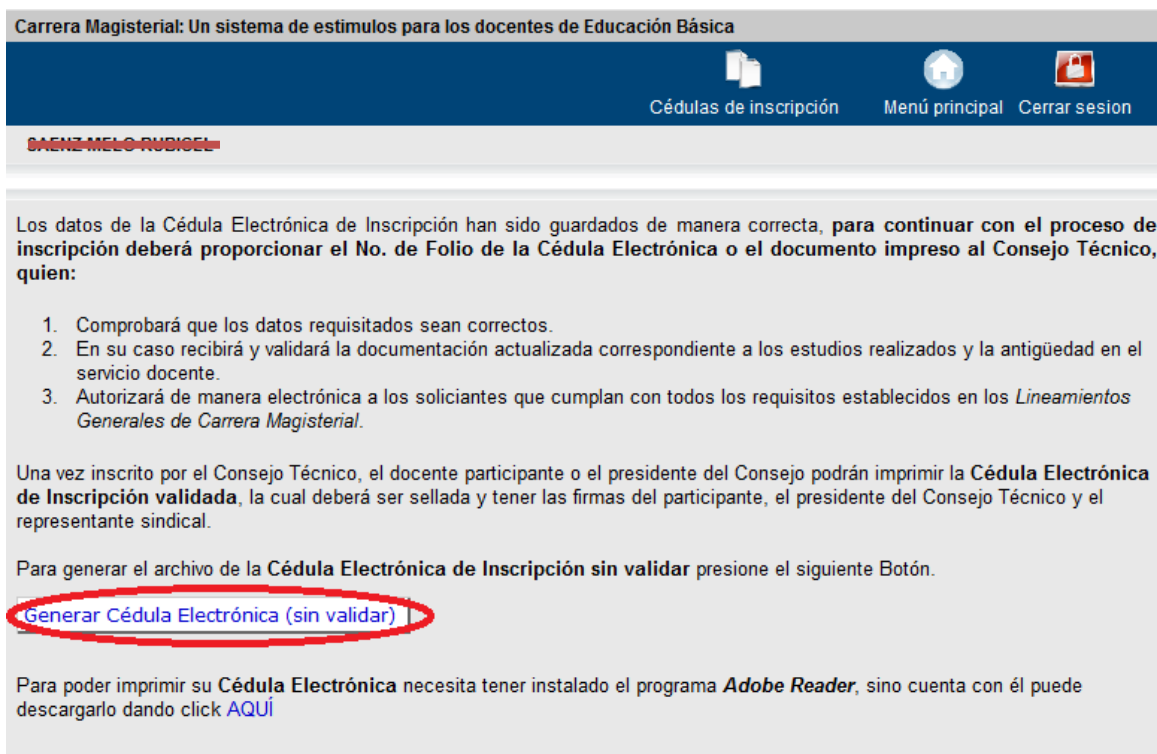 Carrera Magisterial: Un sistema de estimulos para los docentes de Educación Básica
Cédulas de inscripción Menú principal Cerrar sesion
Los datos de la Cédula Electrónica de Inscripción han sido guardados de manera correcta, para continuar con el proceso de
inscripción deberá proporcionar el No. de Folio de la Cédula Electrónica o el documento impreso al Consejo Técnico,
quien:
1. Comprobará que los datos requisitados sean correctos.
2. En su caso recibirá y validará la documentación actualizada correspondiente a los estudios realizados y la antigüedad en el
servicio docente.
3. Autorizará de manera electrónica a los soliciantes que cumplan con todos los requisitos establecidos en los Lineamientos
Generales de Carrera Magisterial.
Una vez inscrito por el Consejo Técnico, el docente participante o el presidente del Consejo podrán imprimir la Cédula Electrónica
de Inscripción validada, la cual deberá ser sellada y tener las firmas del participante, el presidente del Consejo Técnico y el
representante sindical.
Para generar el archivo de la Cédula Electrónica de Inscripción sin validar presione el siguiente Botón.
Generar Cédula Electrónica (sin validar)
Para poder imprimir su Cédula Electrónica necesita tener instalado el programa Adobe Reader, sino cuenta con él puede
descargarlo dando click AQUÍ